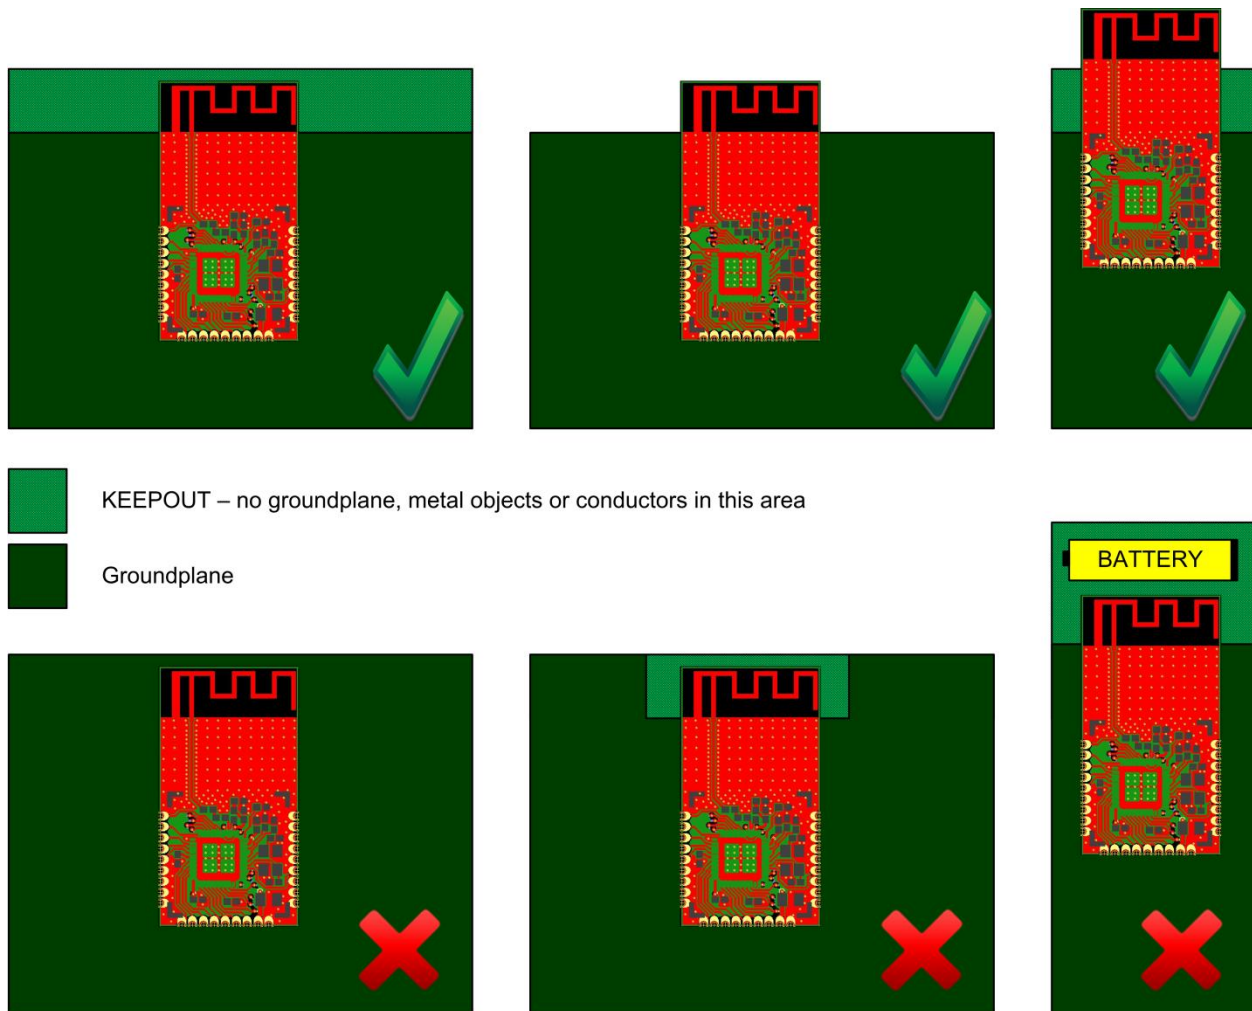 KEEPOUT – no groundplane, metal objects or conductors in this area
Groundplane
BATTERY